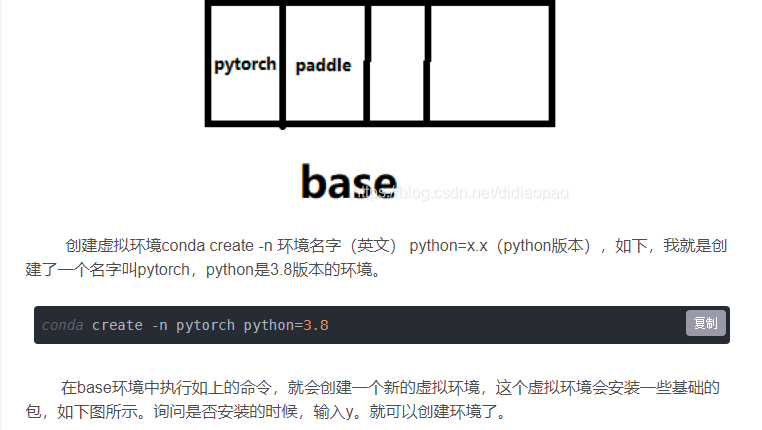 pytorch paddle
base
https://blog.csdn.net/didiaopao
创建虚拟环境conda create -n 环境名字（英文） python=x.x（python版本），如下，我就是创
建了一个名字叫pytorch，python是3.8版本的环境。
conda create -n pytorch python=3.8
复制
在base环境中执行如上的命令，就会创建一个新的虚拟环境，这个虚拟环境会安装一些基础的
包，如下图所示。询问是否安装的时候，输入y。就可以创建环境了。